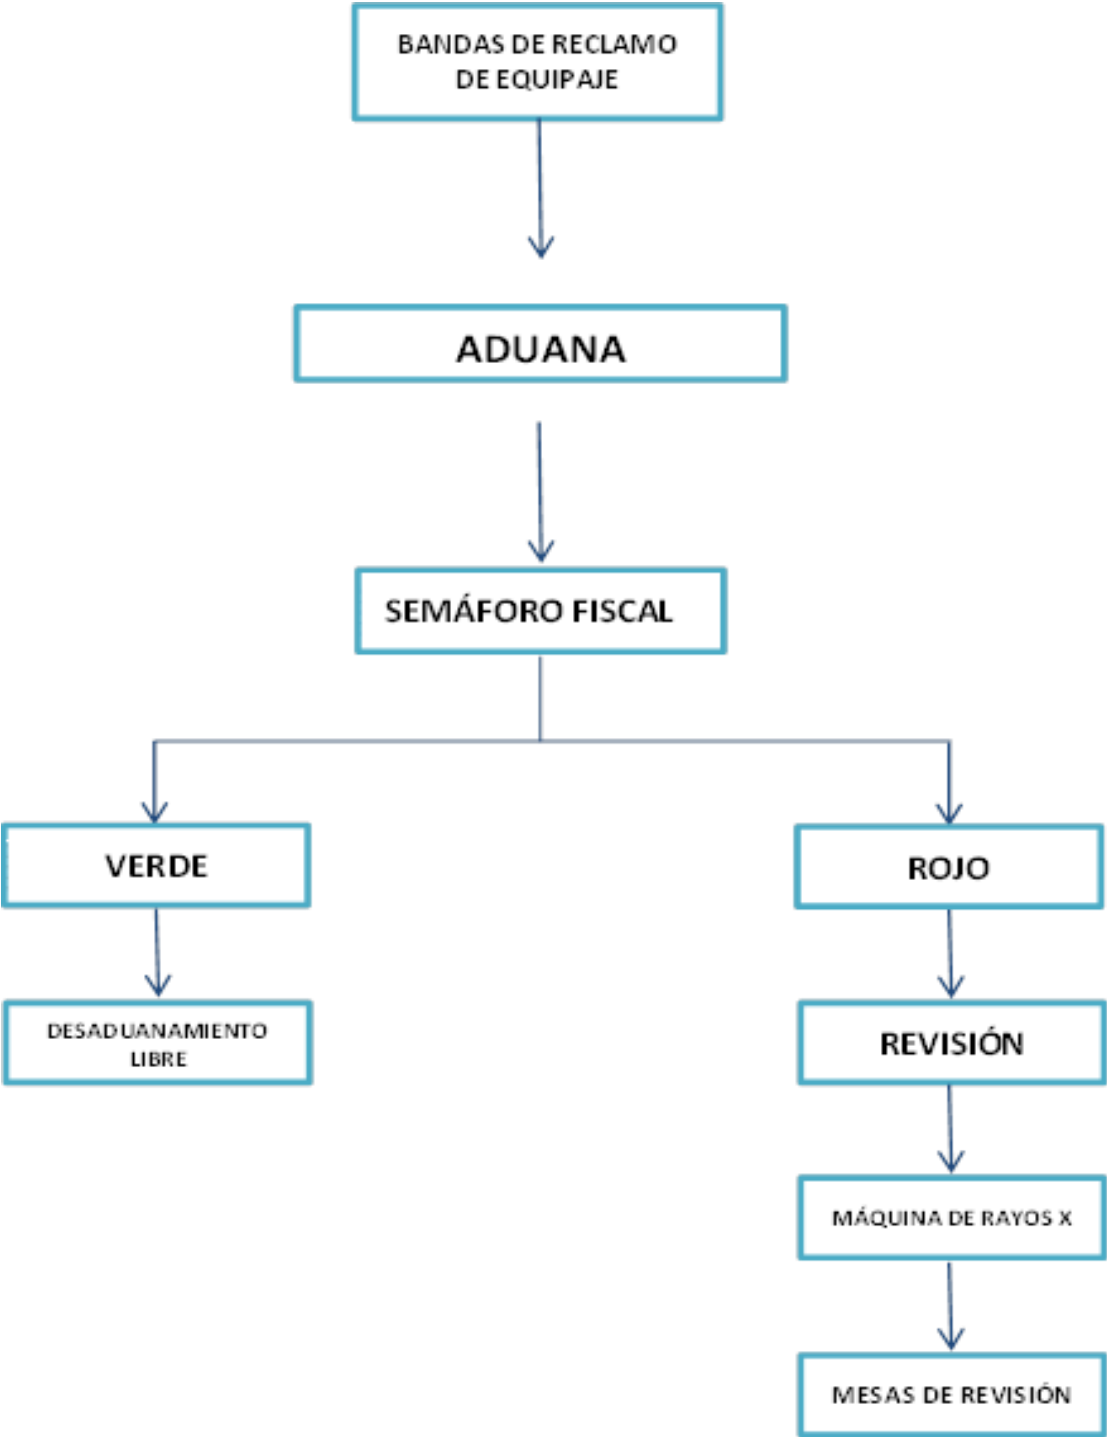 BANDAS DE RECLAMO
DE EQUIPAJE
ADUANA
SEMÁFORO FISCAL
VERDE
ROJO
DESADUANAMIENTO
LIBRE
REVISIÓN
MÁQUINA DE RAYOS X
MESAS DE REVISIÓN